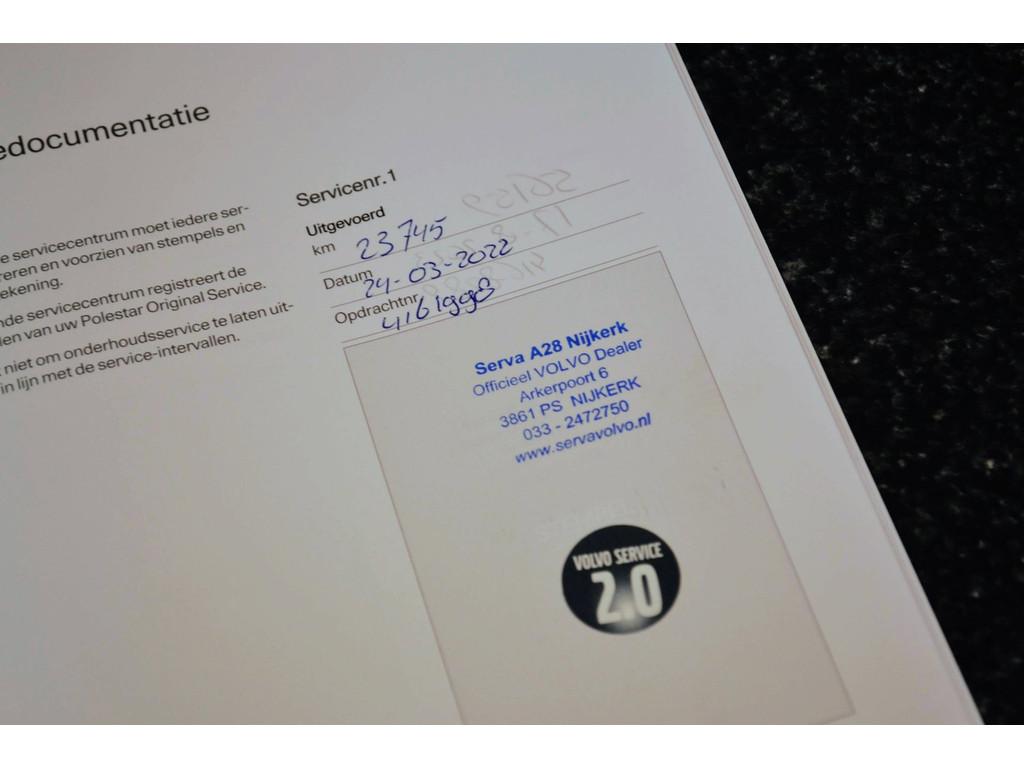 edocumentatie
e servicecentrum moet iedere ser-
reren en voorzien van stempels en
ekening.
nde servicecentrum registreert de
len van uw Polestar Original Service.
niet om onderhoudsservice te laten uit-
in lijn met de service-intervallen.
Servicenr. 1
Uitgevoerd
km 23745
Datum 24-03-2022
Opdrachtnr. 4161998
Serva A28 Nijkerk
Officieel VOLVO Dealer
Arkerpoort 6
3861 PS NIJKERK
033 - 2472750
www.servavolvo.nl
VOLVO SERVICE
2.0